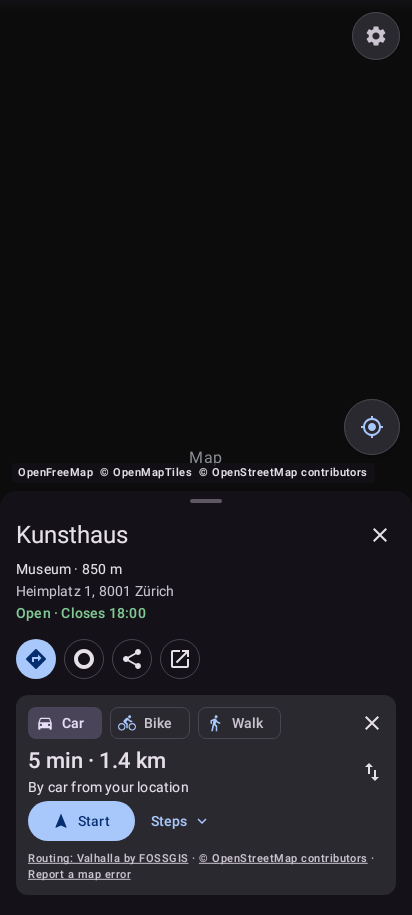 Map
OpenFreeMap © OpenMapTiles © OpenStreetMap contributors
Kunsthaus
Museum · 850 m
Heimplatz 1, 8001 Zürich
Open · Closes 18:00
Car Bike Walk
5 min · 1.4 km
By car from your location
Start Steps
Routing: Valhalla by FOSSGIS · © OpenStreetMap contributors ·
Report a map error